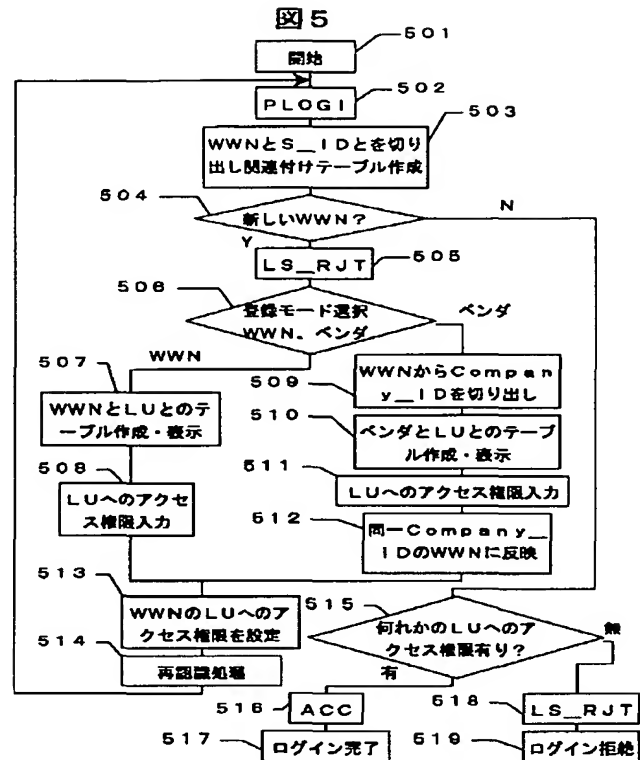 図5
501
開始
502
PLOGI
503
WWNとS_IDとを切り
出し関連付けテーブル作成
504
新しいWWN?
N
Y
505
LS_RJT
506
登録モード選択
WWN、ベンダ
ベンダ
WWN
507
WWNとLUとのテ
ーブル作成・表示
508
LUへのアクセ
ス権限入力
509
WWNからCompan
y_IDを切り出し
510
ベンダとLUとのテー
ブル作成・表示
511
LUへのアクセス権限入力
512
同一Company_
IDのWWNに反映
513
WWNのLUへのア
クセス権限を設定
514
再認識処理
515
何れかのLUへのア
クセス権限有り?
無
有
516
ACC
517
ログイン完了
518
LS_RJT
519
ログイン拒絶